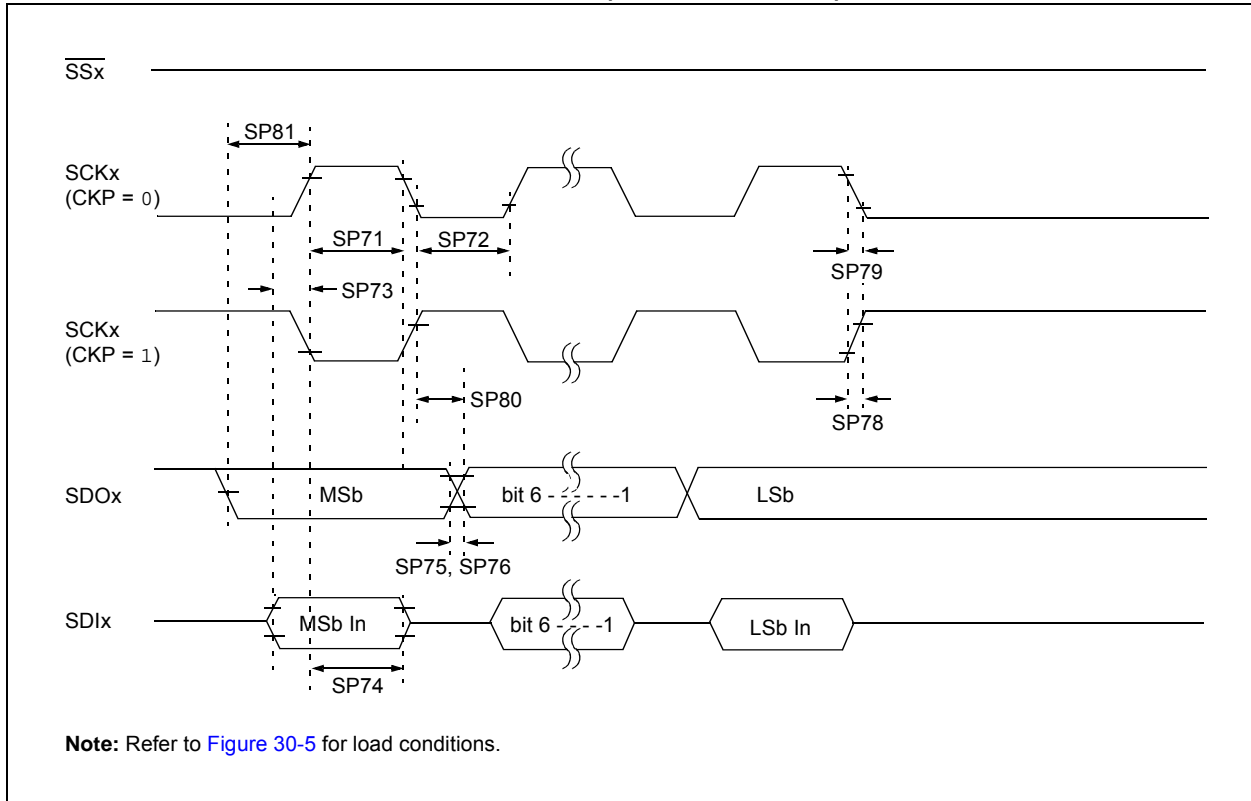 SSx
SP81
SCKx
(CKP = 0)
SP71
SP72
SP79
SP73
SCKx
(CKP = 1)
SP80
SP78
SDOx
MSb
bit 6 - - - - - -1
LSb
SP75, SP76
SDIx
MSb In
bit 6 - - - -1
LSb In
SP74
Note: Refer to Figure 30-5 for load conditions.